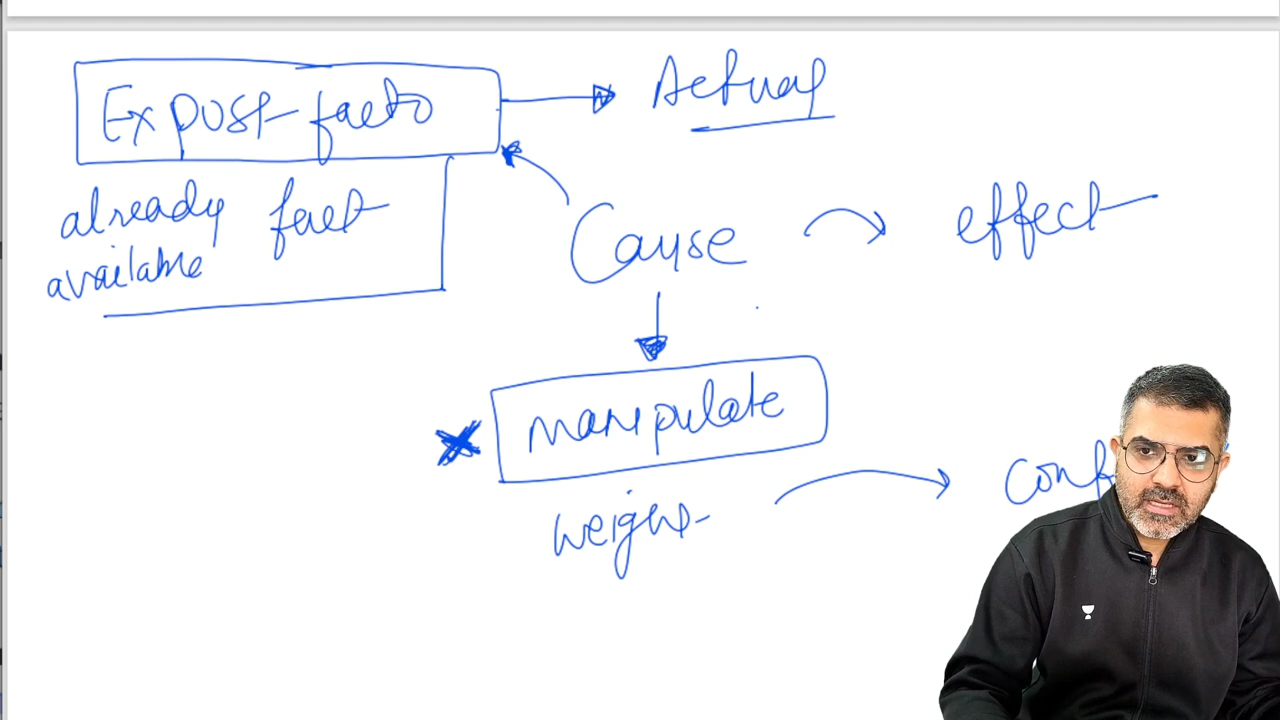 Ex post-facto
Actual
already fact
available
Cause
effect
manipulate
weight